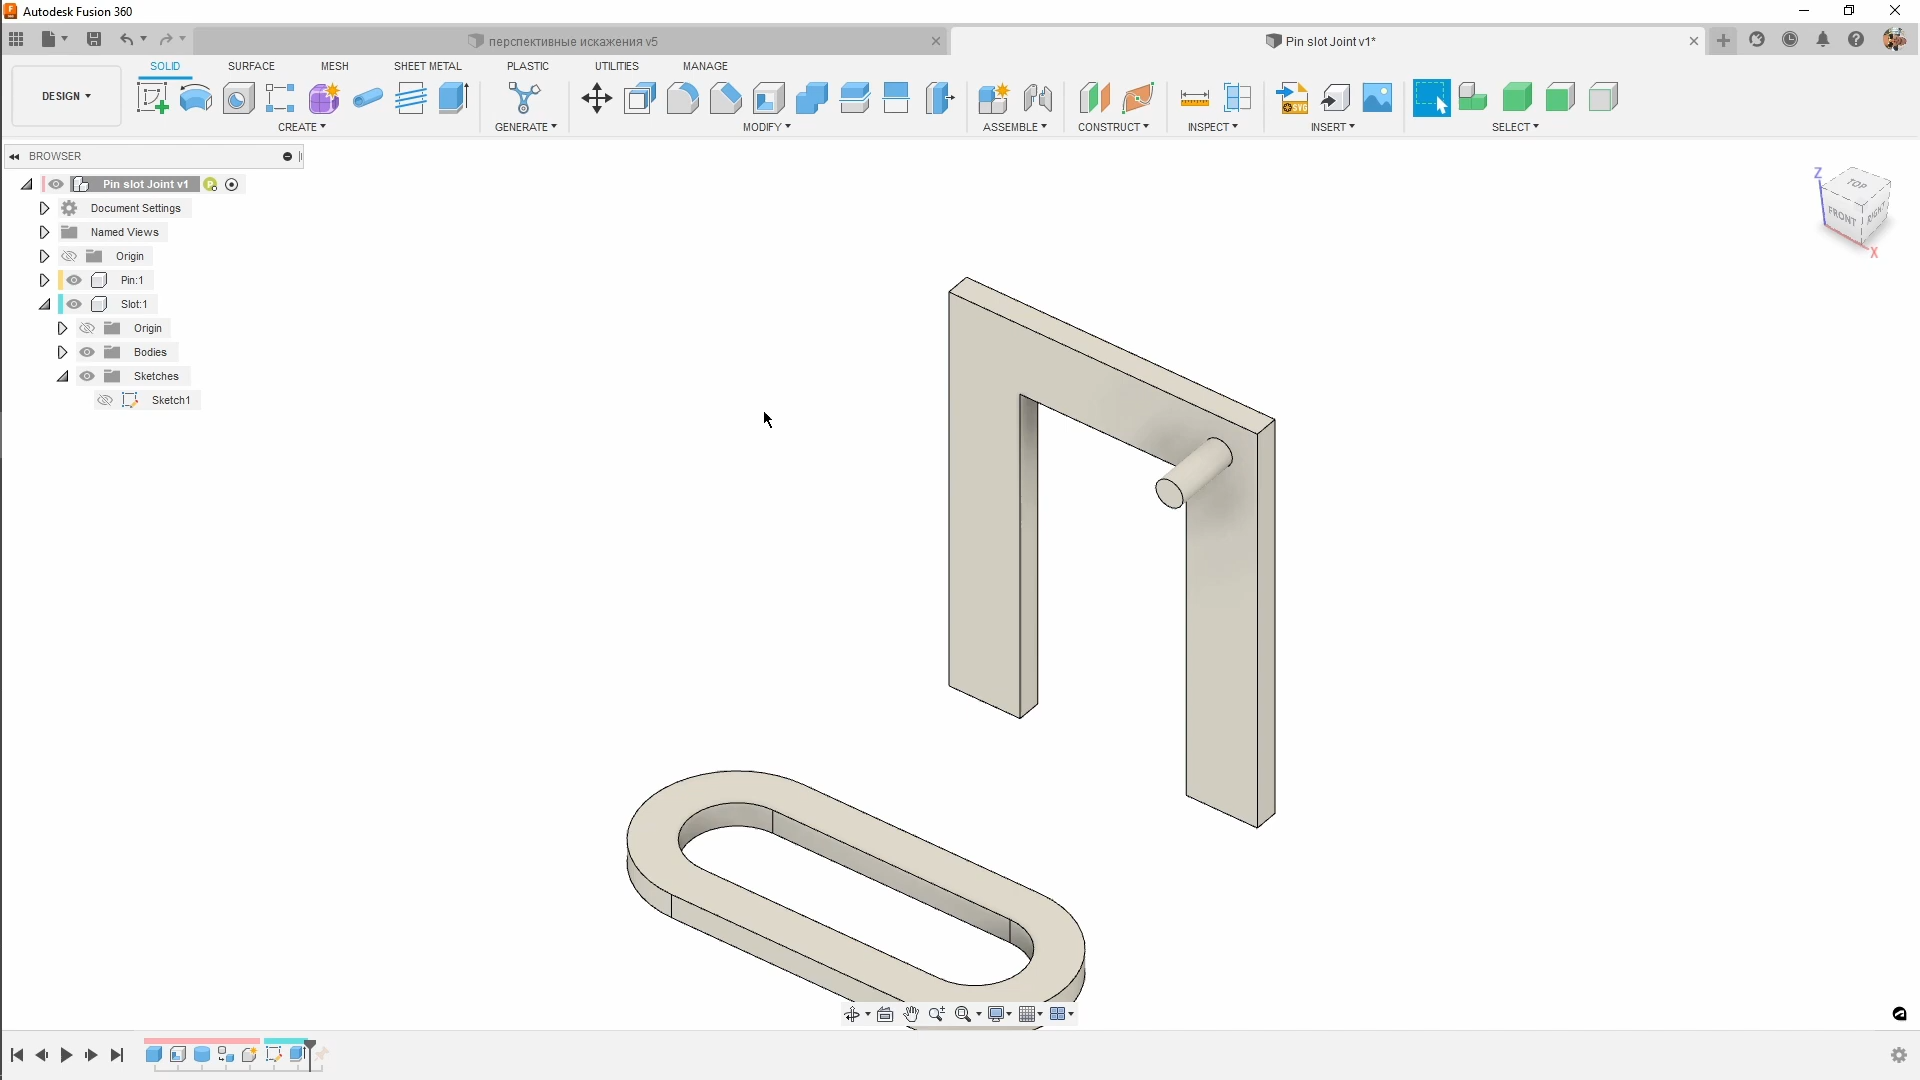 Autodesk Fusion 360
перспективные искажения v5
Pin slot Joint v1*
DESIGN
SOLID
SURFACE
MESH
SHEET METAL
PLASTIC
UTILITIES
MANAGE
CREATE
GENERATE
MODIFY
ASSEMBLE
CONSTRUCT
INSPECT
INSERT
SELECT
BROWSER
Pin slot Joint v1
Document Settings
Named Views
Origin
Pin:1
Slot:1
Origin
Bodies
Sketches
Sketch1
Z
TOP
FRONT
RIGHT
X